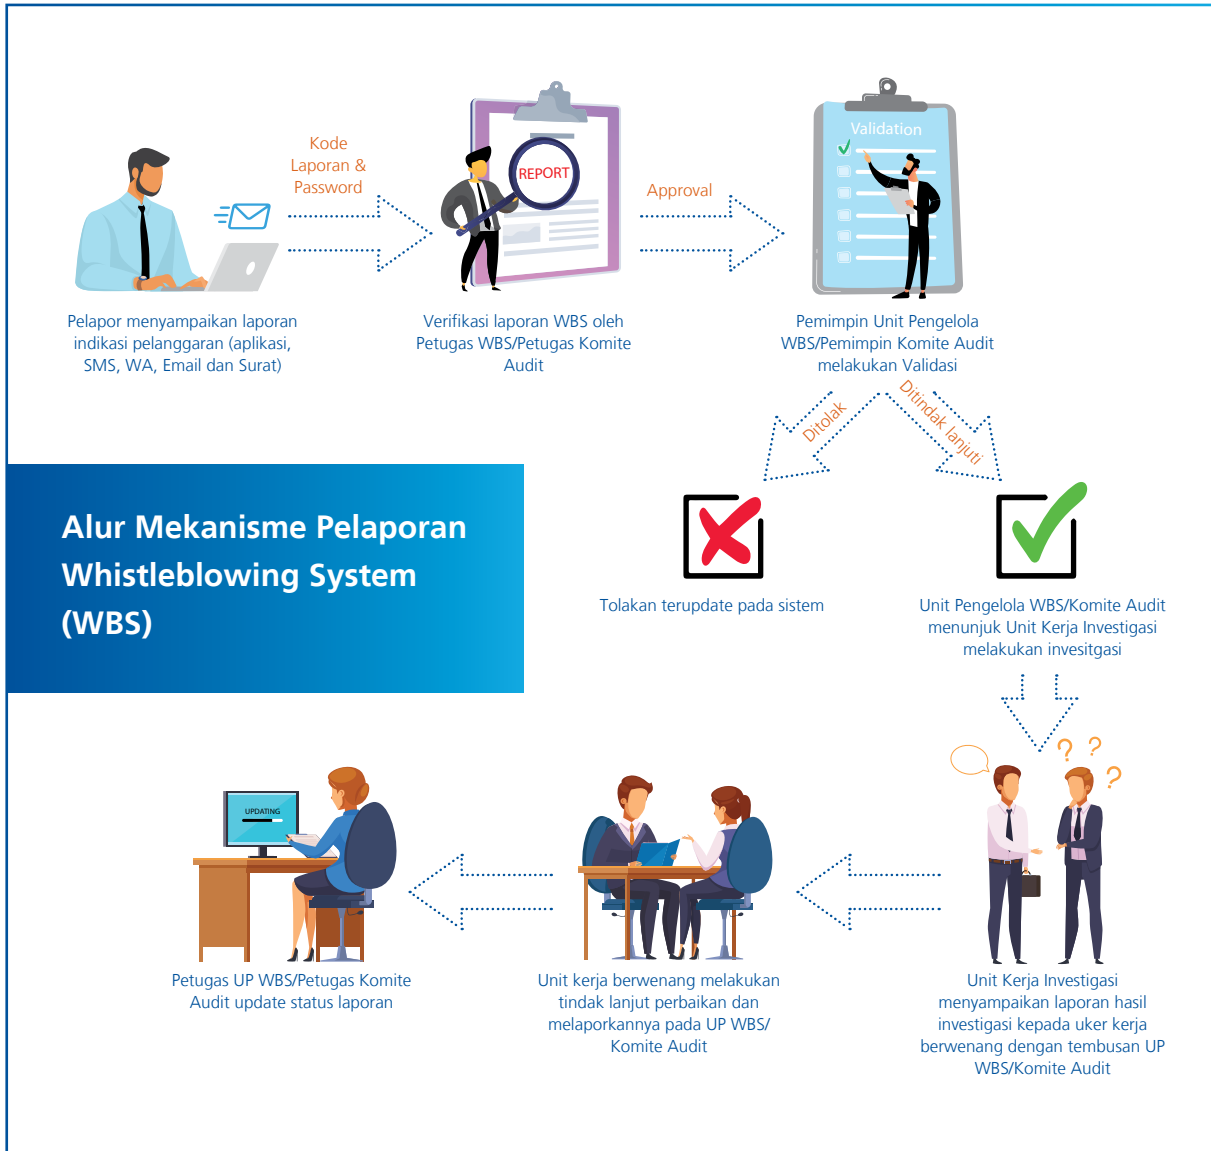 Kode
Laporan &
Password
REPORT
Approval
Validation
Pelapor menyampaikan laporan
indikasi pelanggaran (aplikasi,
SMS, WA, Email dan Surat)
Verifikasi laporan WBS oleh
Petugas WBS/Petugas Komite
Audit
Pemimpin Unit Pengelola
WBS/Pemimpin Komite Audit
melakukan Validasi
Ditolak
Ditindak lanjuti
Alur Mekanisme Pelaporan
Whistleblowing System
(WBS)
Tolakan terupdate pada sistem
Unit Pengelola WBS/Komite Audit
menunjuk Unit Kerja Investigasi
melakukan invesitgasi
? ? ?
UPDATING
Petugas UP WBS/Petugas Komite
Audit update status laporan
Unit kerja berwenang melakukan
tindak lanjut perbaikan dan
melaporkannya pada UP WBS/
Komite Audit
Unit Kerja Investigasi
menyampaikan laporan hasil
investigasi kepada uker kerja
berwenang dengan tembusan UP
WBS/Komite Audit